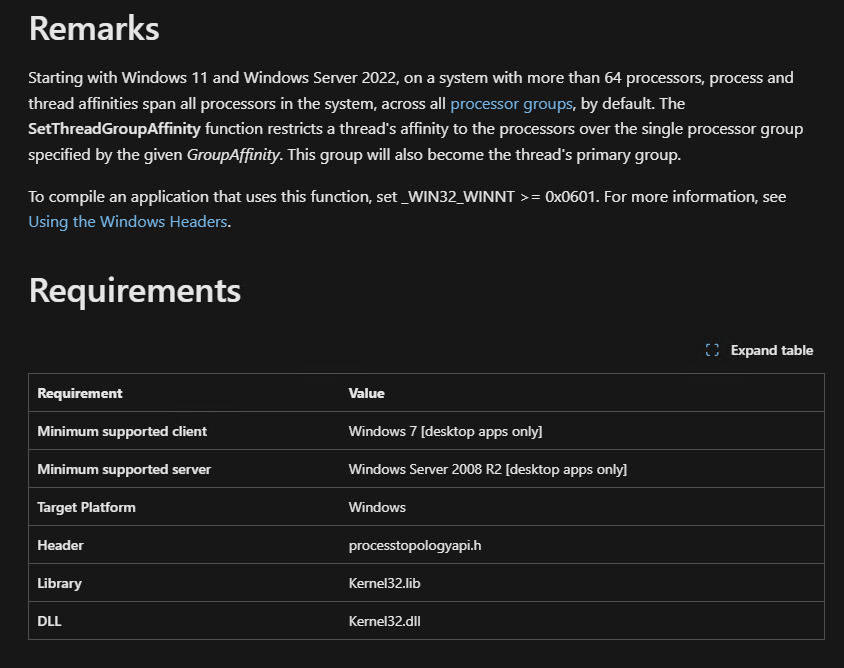 Remarks
Starting with Windows 11 and Windows Server 2022, on a system with more than 64 processors, process and
thread affinities span all processors in the system, across all processor groups, by default. The
SetThreadGroupAffinity function restricts a thread's affinity to the processors over the single processor group
specified by the given GroupAffinity. This group will also become the thread's primary group.
To compile an application that uses this function, set _WIN32_WINNT >= 0x0601. For more information, see
Using the Windows Headers.
Requirements
Expand table
Requirement Value
Minimum supported client Windows 7 [desktop apps only]
Minimum supported server Windows Server 2008 R2 [desktop apps only]
Target Platform Windows
Header processtopologyapi.h
Library Kernel32.lib
DLL Kernel32.dll